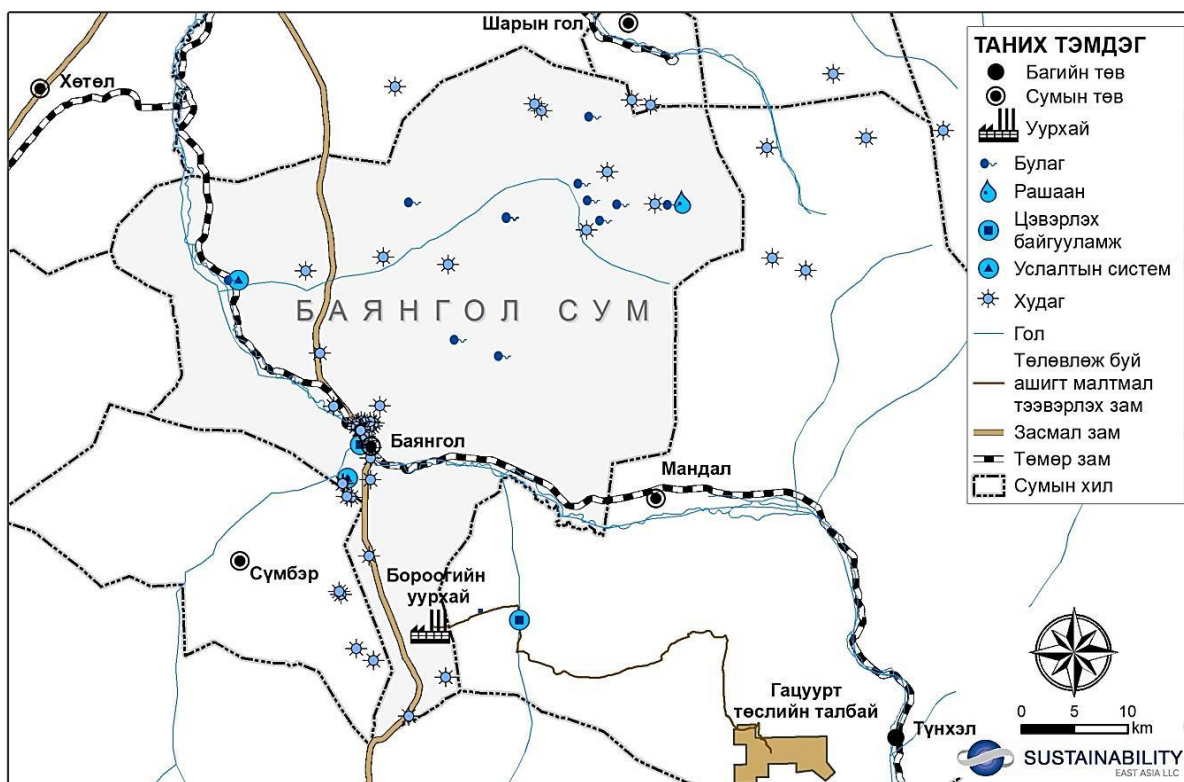 Шарын гол
Хөтөл
БАЯНГОЛ СУМ
Баянгол
Мандал
Сүмбэр
Бороогийн
уурхай
Гацуурт
төслийн талбай
Түнхэл
ТАНИХ ТЭМДЭГ
Багийн төв
Сумын төв
Уурхай
Булаг
Рашаан
Цэвэрлэх
байгууламж
Услалтын систем
Худаг
Гол
Төлөвлөж буй
ашигт малтмал
тээвэрлэх зам
Засмал зам
Төмөр зам
Сумын хил
0 5 10
km
SUSTAINABILITY
EAST ASIA LLC